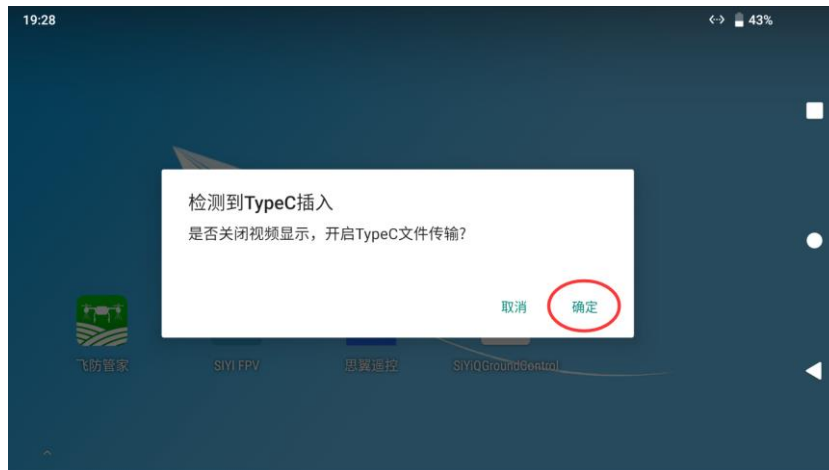 19:28
43%
检测到TypeC插入
是否关闭视频显示，开启TypeC文件传输?
取消
确定
飞防管家
SIYI FPV
思翼遥控
SIYIQGroundControl